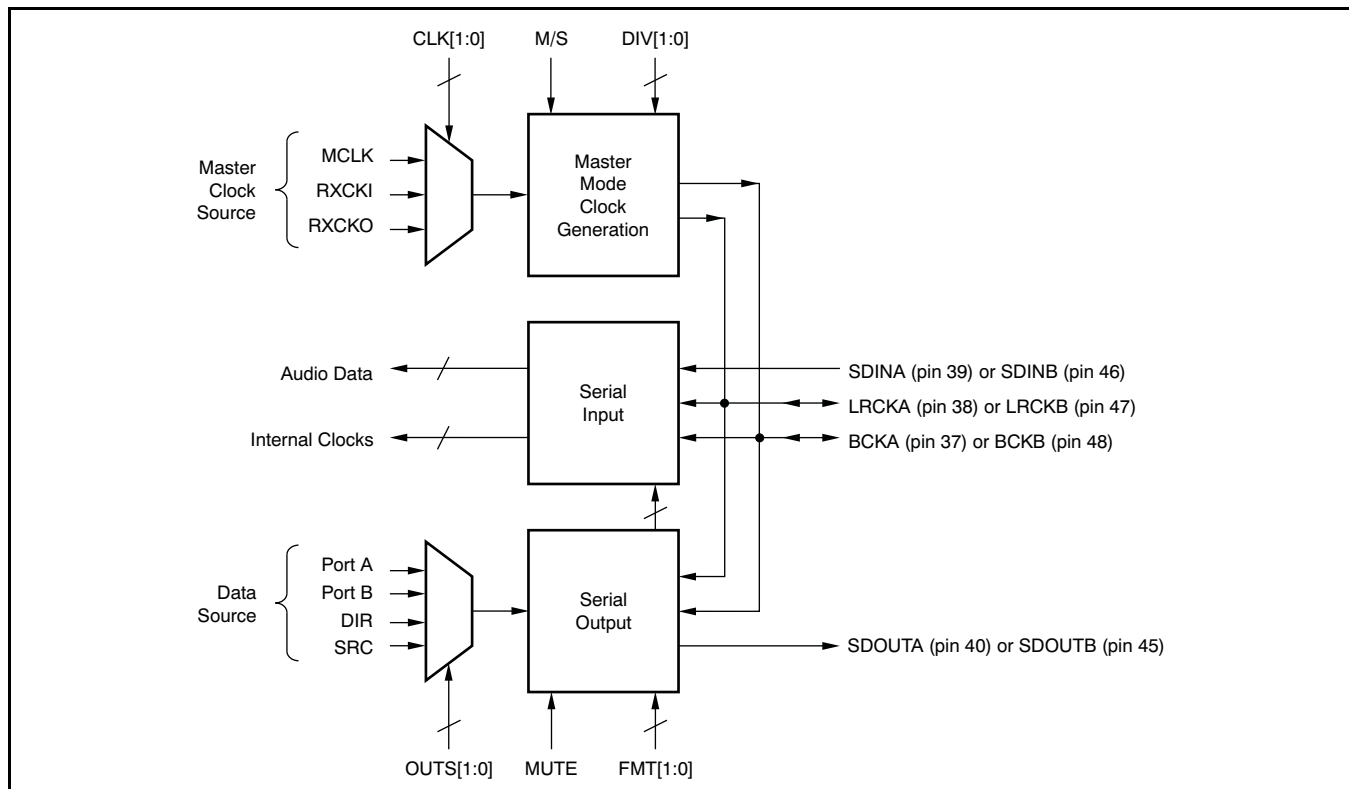 CLK[1:0]
M/S
DIV[1:0]
Master
Clock
Source
MCLK
RXCKI
RXCKO
Master
Mode
Clock
Generation
Audio Data
Internal Clocks
Serial
Input
SDINA (pin 39) or SDINB (pin 46)
LRCKA (pin 38) or LRCKB (pin 47)
BCKA (pin 37) or BCKB (pin 48)
Data
Source
Port A
Port B
DIR
SRC
Serial
Output
SDOUTA (pin 40) or SDOUTB (pin 45)
OUTS[1:0]
MUTE
FMT[1:0]